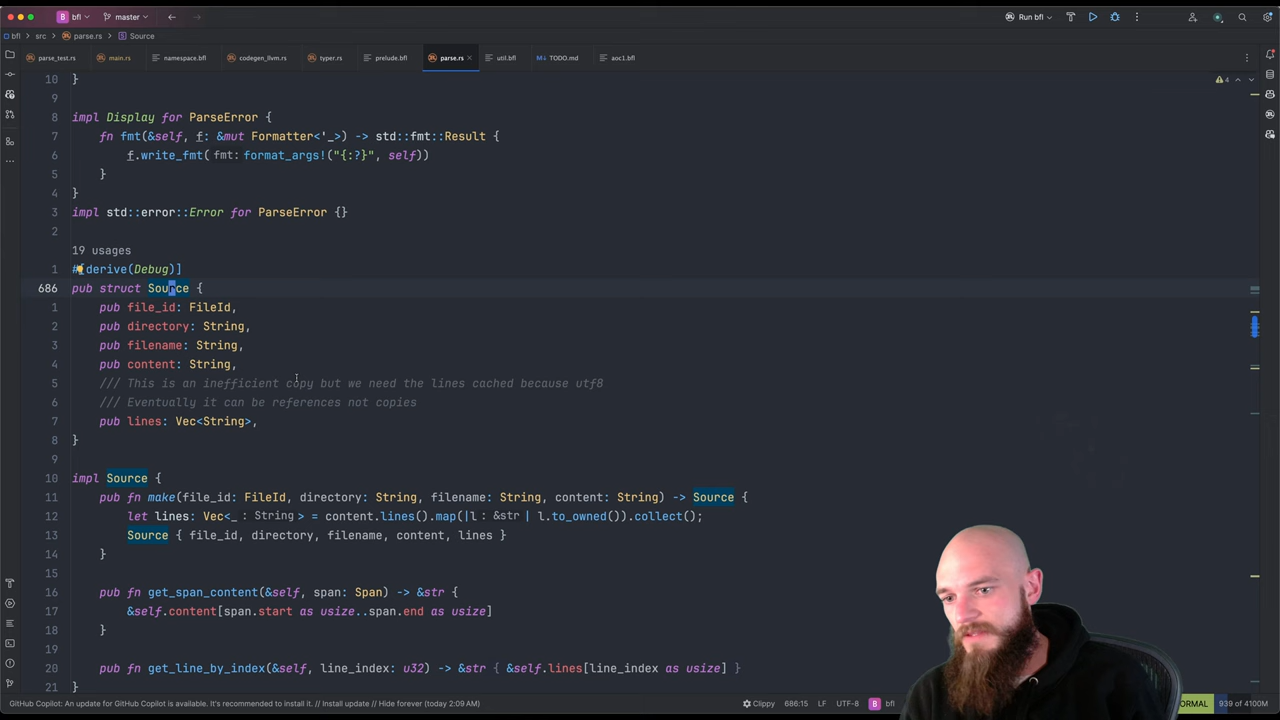 bfl master Run bfl
bfl src parse.rs Source
parse_test.rs main.rs namespace.bfl codegen_llvm.rs typer.rs prelude.bfl parse.rs util.bfl TODO.md aoc1.bfl
10 }
9
8 impl Display for ParseError {
7 fn fmt(&self, f: &mut Formatter<'_>) -> std::fmt::Result {
6 f.write_fmt( fmt: format_args!("{:?}", self))
5 }
4 }
3 impl std::error::Error for ParseError {}
2
19 usages
1 #[derive(Debug)]
686 pub struct Source {
1 pub file_id: FileId,
2 pub directory: String,
3 pub filename: String,
4 pub content: String,
5 /// This is an inefficient copy but we need the lines cached because utf8
6 /// Eventually it can be references not copies
7 pub lines: Vec<String>,
8 }
9
10 impl Source {
11 pub fn make(file_id: FileId, directory: String, filename: String, content: String) -> Source {
12 let lines: Vec<_ : String > = content.lines().map(|l : &str | l.to_owned()).collect();
13 Source { file_id, directory, filename, content, lines }
14 }
15
16 pub fn get_span_content(&self, span: Span) -> &str {
17 &self.content[span.start as usize..span.end as usize]
18 }
19
20 pub fn get_line_by_index(&self, line_index: u32) -> &str { &self.lines[line_index as usize] }
21 }
4
GitHub Copilot: An update for GitHub Copilot is available. It's recommended to install it. // Install update // Hide forever (today 2:09 AM) Clippy 686:15 LF UTF-8 bfl NORMAL 939 of 4100M